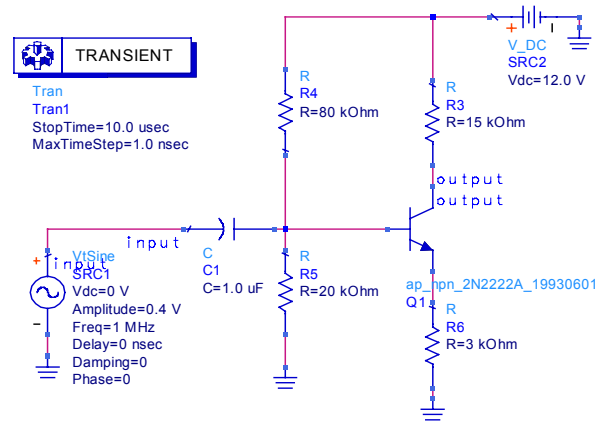 TRANSIENT
Tran
Tran1
StopTime=10.0 usec
MaxTimeStep=1.0 nsec
R
R4
R=80 kOhm
R
R3
R=15 kOhm
+
-
V_DC
SRC2
Vdc=12.0 V
output
output
input
input
C
C1
C=1.0 uF
R
R5
R=20 kOhm
ap_npn_2N2222A_19930601
Q1
R
R6
R=3 kOhm
+
-
VtSine
SRC1
Vdc=0 V
Amplitude=0.4 V
Freq=1 MHz
Delay=0 nsec
Damping=0
Phase=0